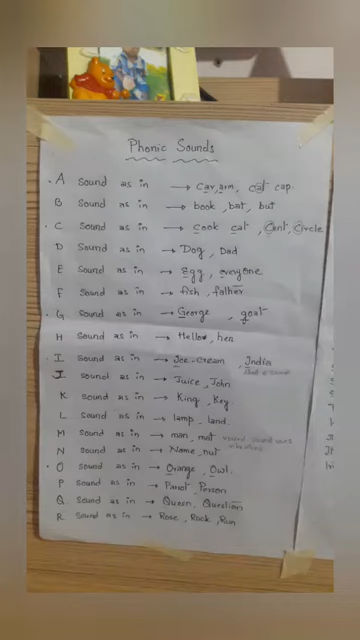 Phonic Sounds
. A Sound as in → Car, arm, cat cap.
B Sound as in → book, bat, but
. C Sound as in → cook cat, Cent, Circle
D Sound as in → Dog, Dad
E Sound as in → Egg, everyone
F Sound as in → fish, father
. G Sound as in → George, goat
H Sound as in → Hello, hen
. I Sound as in → Ice-cream, India
J Sound as in → Juice, John
K Sound as in → King, Key.
L Sound as in → lamp, land.
M Sound as in → man, mat
N Sound as in → Name, nut
. O Sound as in → Orange, Owl.
P Sound as in → Parrot, Person
Q Sound as in → Queen, Question
R Sound as in → Rose, Rock, Run